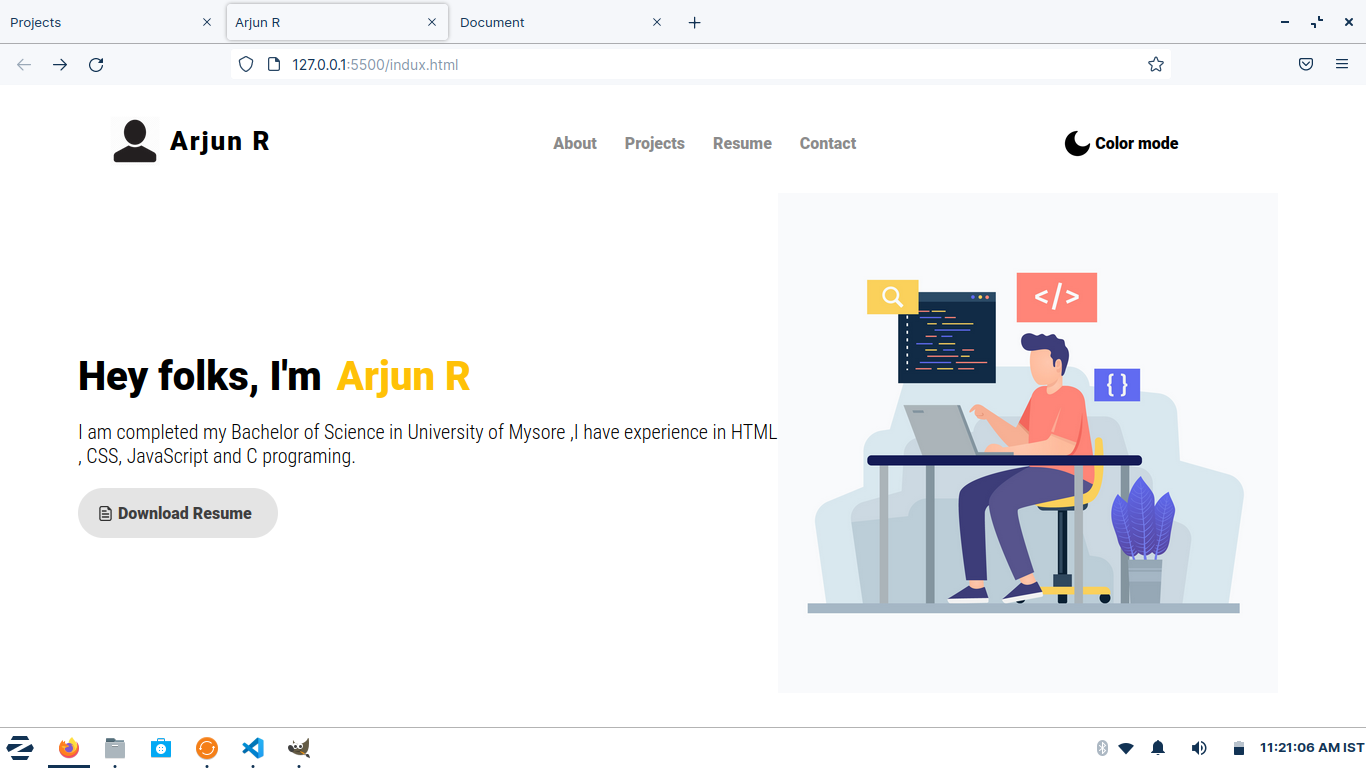 Projects
Arjun R
Document
127.0.0.1:5500/indux.html
Arjun R
About
Projects
Resume
Contact
Color mode
</>
{ }
Hey folks, I'm Arjun R
I am completed my Bachelor of Science in University of Mysore ,I have experience in HTML
, CSS, JavaScript and C programing.
Download Resume
11:21:06 AM IST